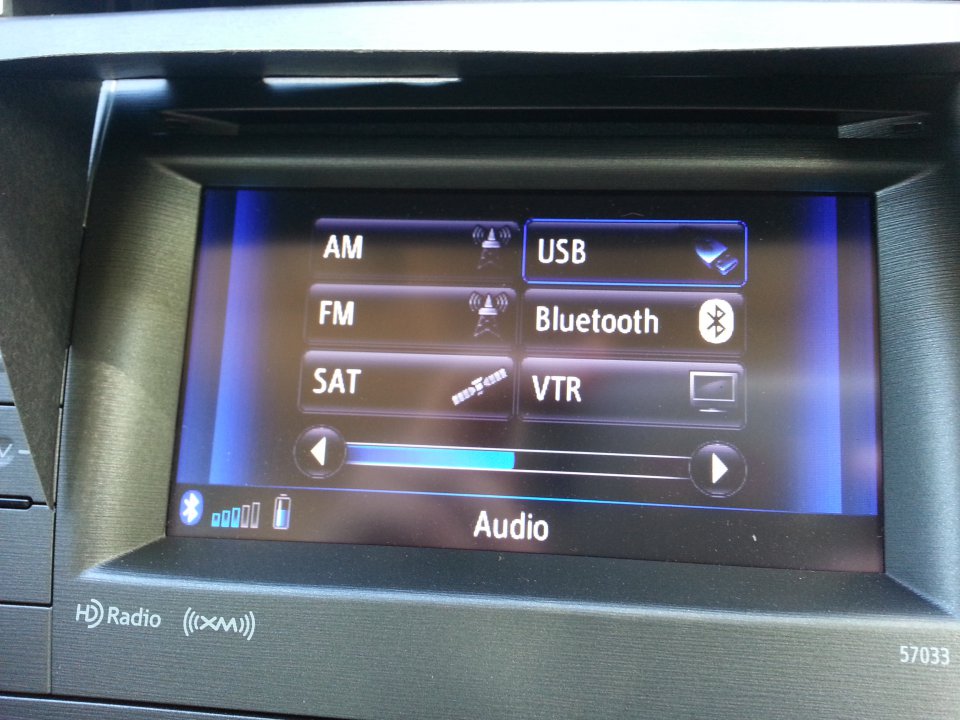 AM
USB
FM
Bluetooth
SAT
VTR
Audio
HD Radio
((XM))
57033